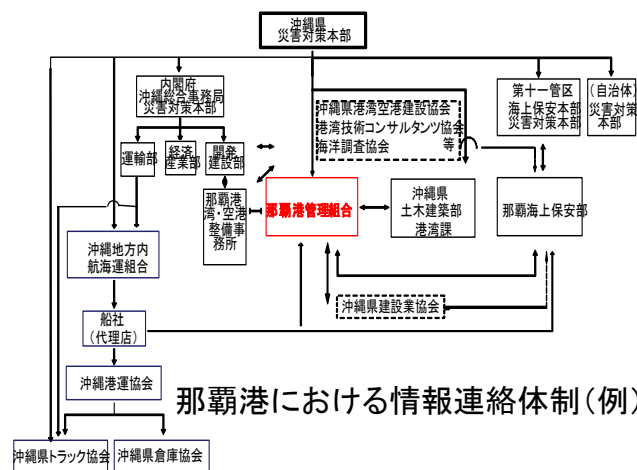 沖縄県
災害対策本部
内閣府
沖縄総合事務局
災害対策本部
第十一管区
海上保安本部
災害対策本部
(自治体)
災害対策
本部
沖縄県港湾空港建設協会
港湾技術コンサルタンツ協会
海洋調査協会 等
運輸部
経済
産業部
開発
建設部
那覇港
湾・空港
整備事
務所
那覇港管理組合
沖縄県
土木建築部
港湾課
那覇海上保安部
沖縄地方内
航海運組合
沖縄県建設業協会
船社
(代理店)
沖縄港運協会
那覇港における情報連絡体制(例)
沖縄県トラック協会
沖縄県倉庫協会